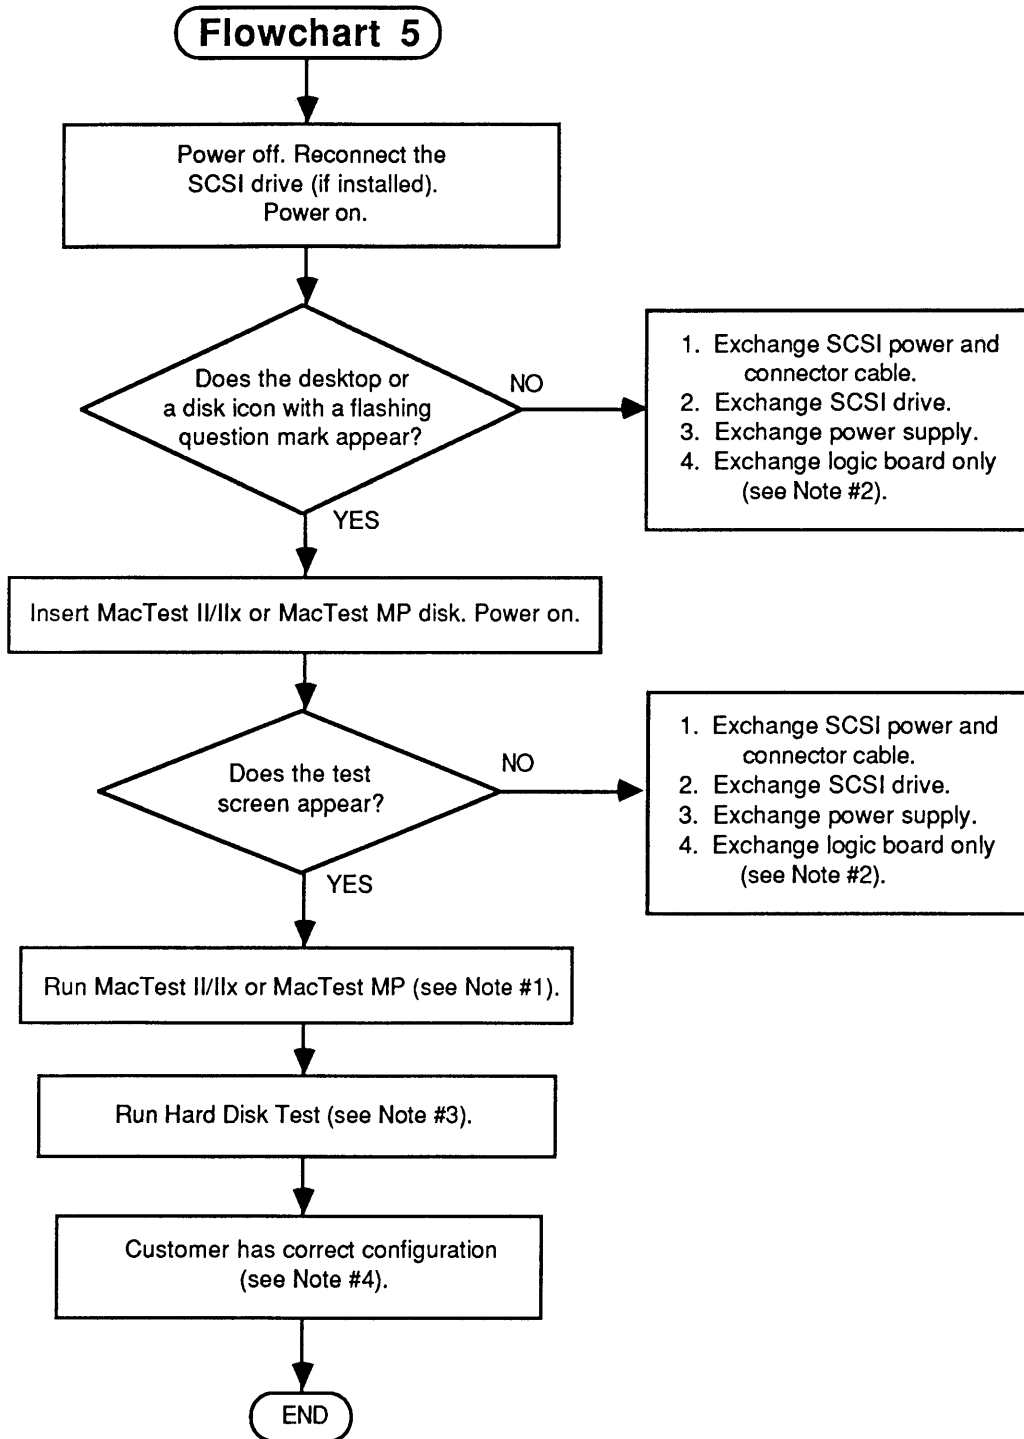 Flowchart 5
Power off. Reconnect the
SCSI drive (if installed).
Power on.
Does the desktop or
a disk icon with a flashing
question mark appear?
NO
1. Exchange SCSI power and
connector cable.
2. Exchange SCSI drive.
3. Exchange power supply.
4. Exchange logic board only
(see Note #2).
YES
Insert MacTest II/IIx or MacTest MP disk. Power on.
Does the test
screen appear?
NO
1. Exchange SCSI power and
connector cable.
2. Exchange SCSI drive.
3. Exchange power supply.
4. Exchange logic board only
(see Note #2).
YES
Run MacTest II/IIx or MacTest MP (see Note #1).
Run Hard Disk Test (see Note #3).
Customer has correct configuration
(see Note #4).
END